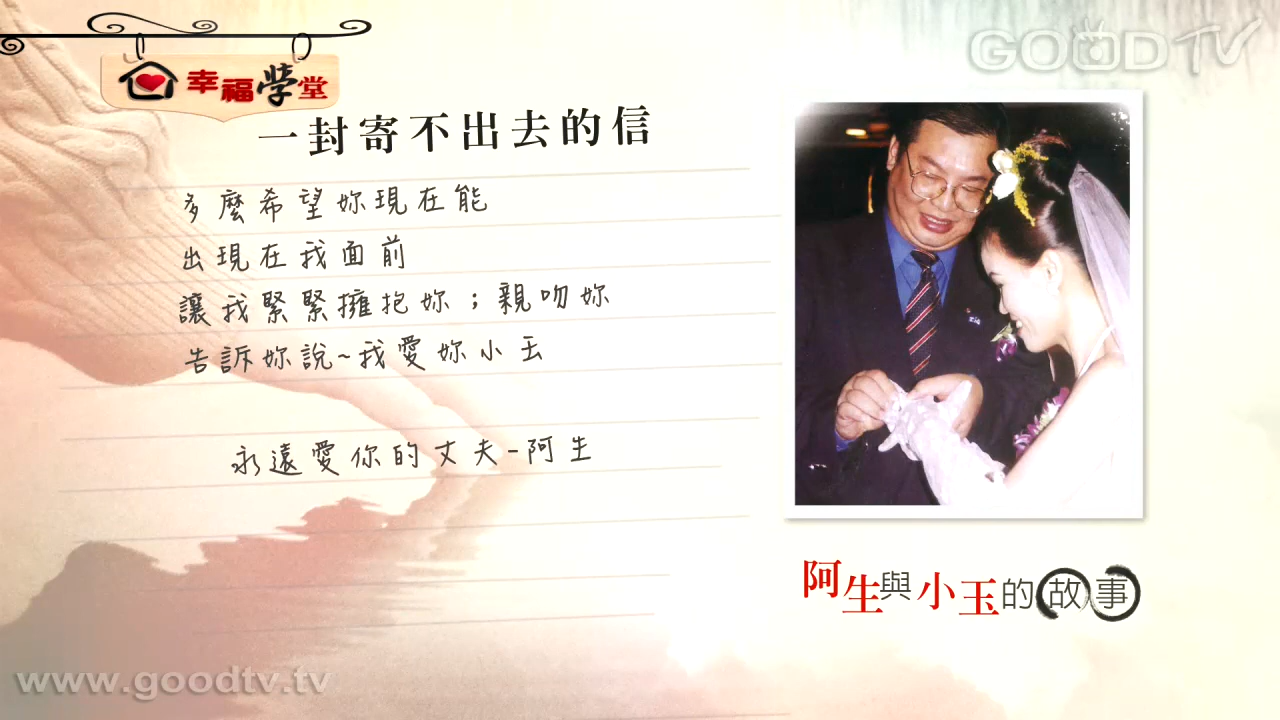 GOODTV
幸福學堂
一封寄不出去的信
多麼希望妳現在能
出現在我面前
讓我緊緊擁抱妳；親吻妳
告訴妳說~我愛妳小玉
永遠愛你的丈夫-阿生
阿生與小玉的故事
www.goodtv.tv